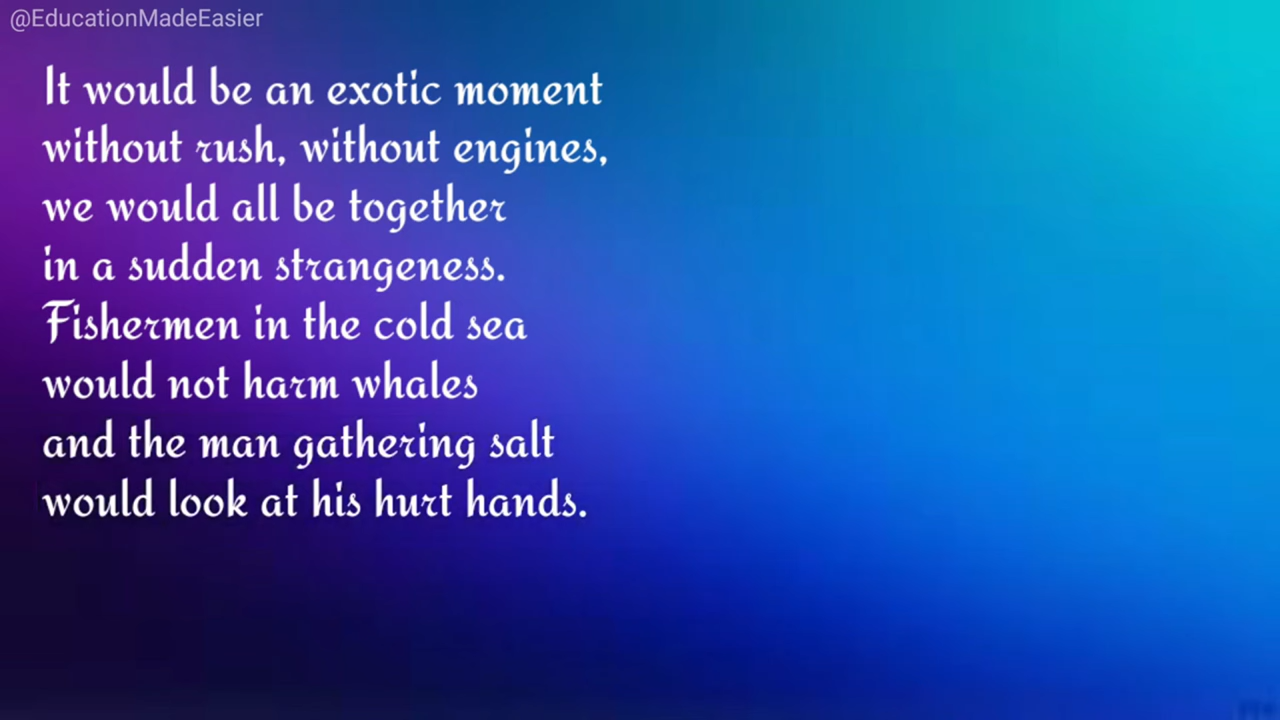 @EducationMadeEasier
It would be an exotic moment
without rush, without engines,
we would all be together
in a sudden strangeness.
Fishermen in the cold sea
would not harm whales
and the man gathering salt
would look at his hurt hands.